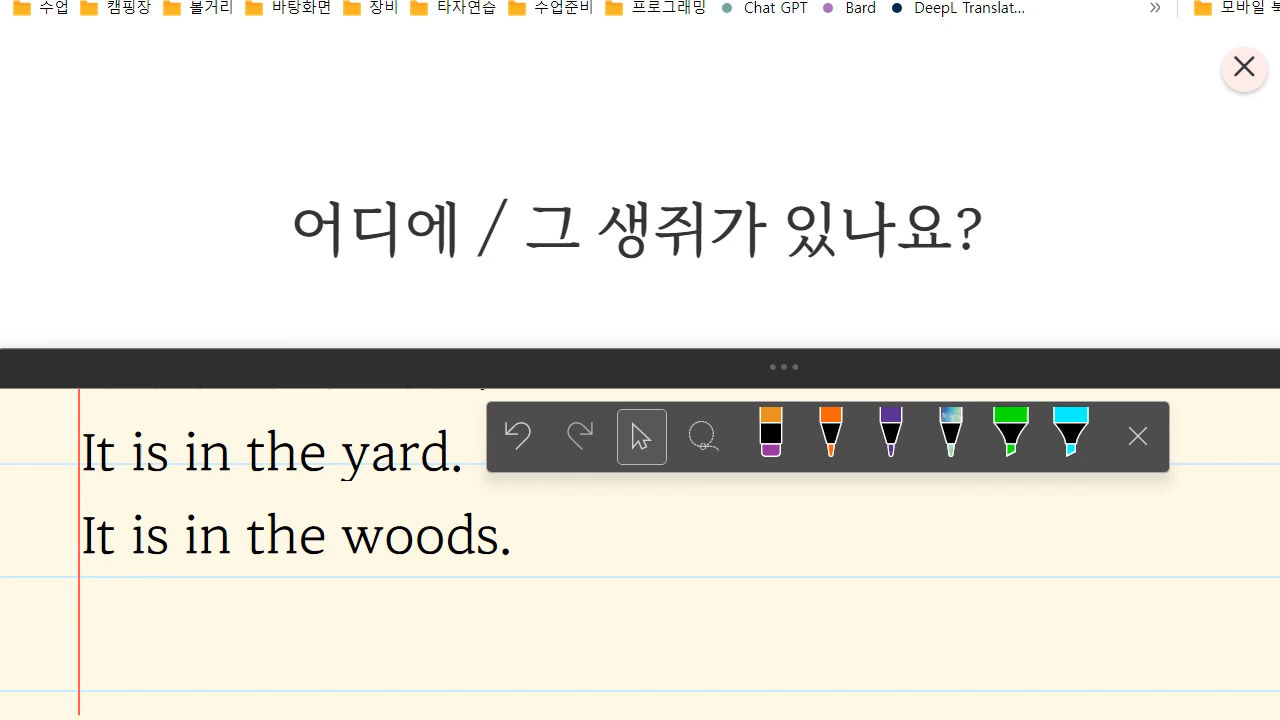 수업 캠핑장 볼거리 바탕화면 장비 타자연습 수업준비 프로그래밍 Chat GPT Bard DeepL Translat... » 모바일 북
어디에 / 그 생쥐가 있나요?
It is in the yard.
It is in the woods.